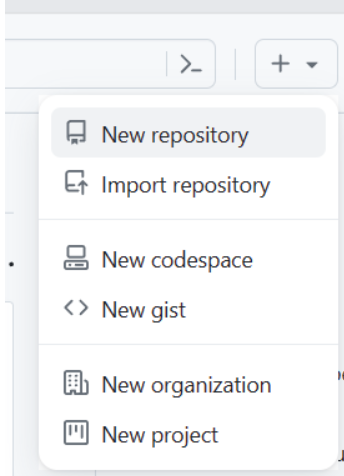 New repository
Import repository
New codespace
New gist
New organization
New project